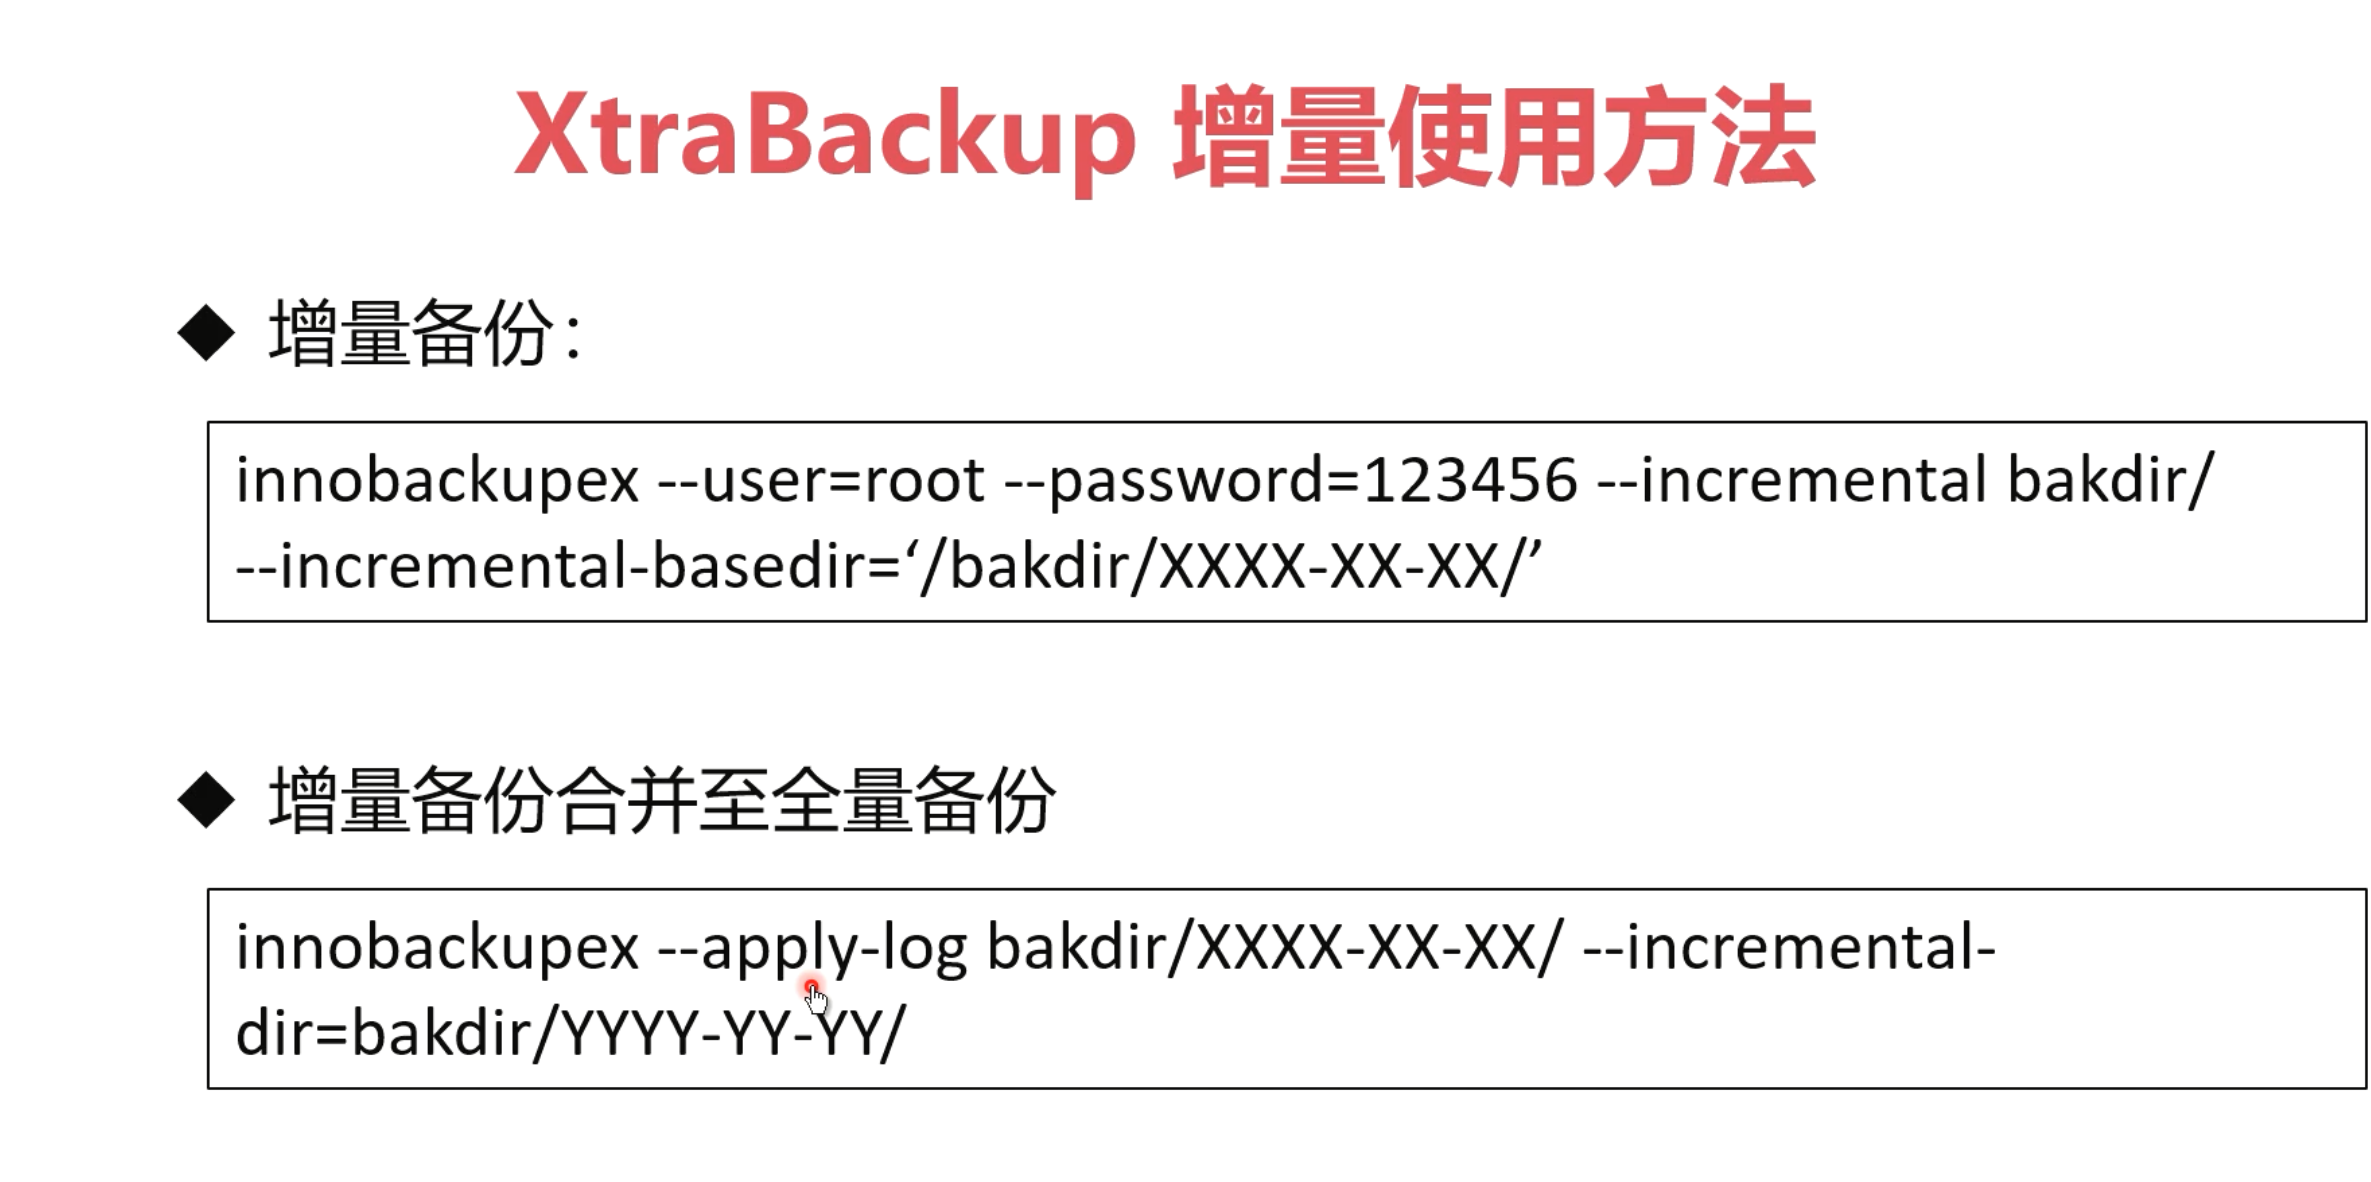 XtraBackup 增量使用方法
◆ 增量备份：
innobackupex --user=root --password=123456 --incremental bakdir/
--incremental-basedir=‘/bakdir/XXXX-XX-XX/’
◆ 增量备份合并至全量备份
innobackupex --apply-log bakdir/XXXX-XX-XX/ --incremental-
dir=bakdir/YYYY-YY-YY/